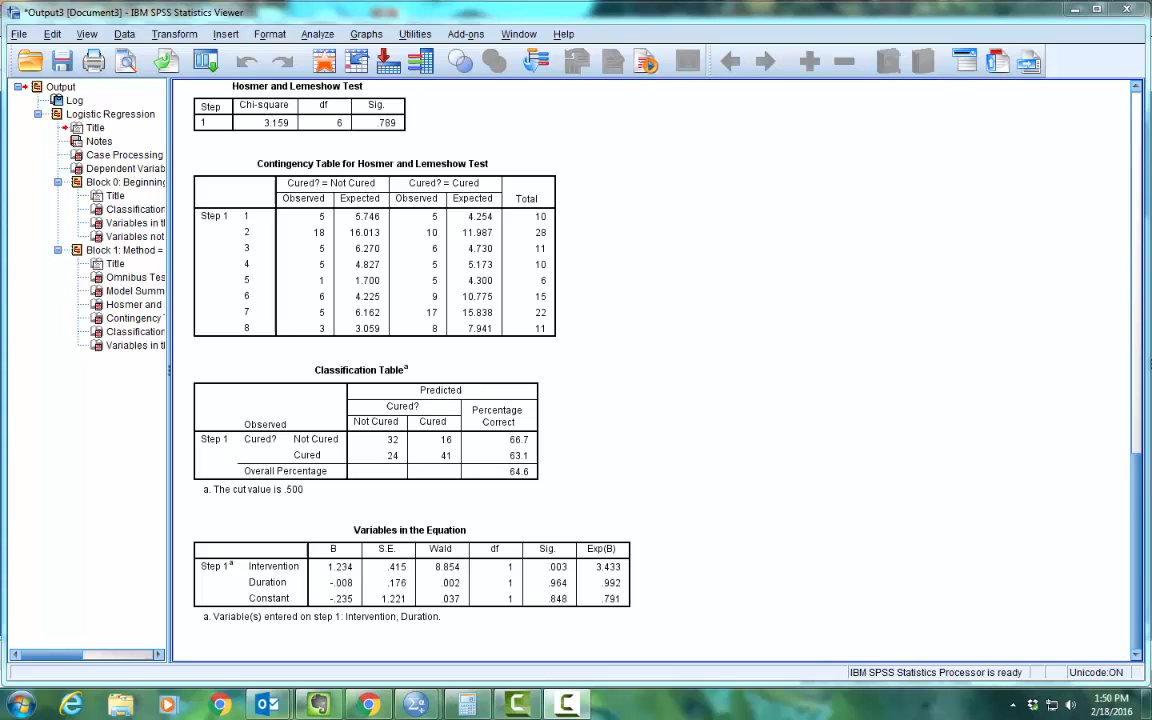 *Output3 [Document3] - IBM SPSS Statistics Viewer
File Edit View Data Transform Insert Format Analyze Graphs Utilities Add-ons Window Help
Output
Log
Logistic Regression
Title
Notes
Case Processing
Dependent Variab
Block 0: Beginning
Title
Classification
Variables in th
Variables not
Block 1: Method =
Title
Omnibus Tes
Model Summ
Hosmer and
Contingency
Classification
Variables in th
Hosmer and Lemeshow Test
Step Chi-square df Sig.
1 3.159 6 .789
Contingency Table for Hosmer and Lemeshow Test
Cured? = Not Cured Cured? = Cured
Observed Expected Observed Expected Total
Step 1 1 5 5.746 5 4.254 10
2 18 16.013 10 11.987 28
3 5 6.270 6 4.730 11
4 5 4.827 5 5.173 10
5 1 1.700 5 4.300 6
6 6 4.225 9 10.775 15
7 5 6.162 17 15.838 22
8 3 3.059 8 7.941 11
Classification Tablea
Predicted
Cured? Percentage Correct
Observed Not Cured Cured
Step 1 Cured? Not Cured 32 16 66.7
Cured 24 41 63.1
Overall Percentage 64.6
a. The cut value is .500
Variables in the Equation
B S.E. Wald df Sig. Exp(B)
Step 1a Intervention 1.234 .415 8.854 1 .003 3.433
Duration -.008 .176 .002 1 .964 .992
Constant -.235 1.221 .037 1 .848 .791
a. Variable(s) entered on step 1: Intervention, Duration.
IBM SPSS Statistics Processor is ready Unicode:ON
1:50 PM
2/18/2016